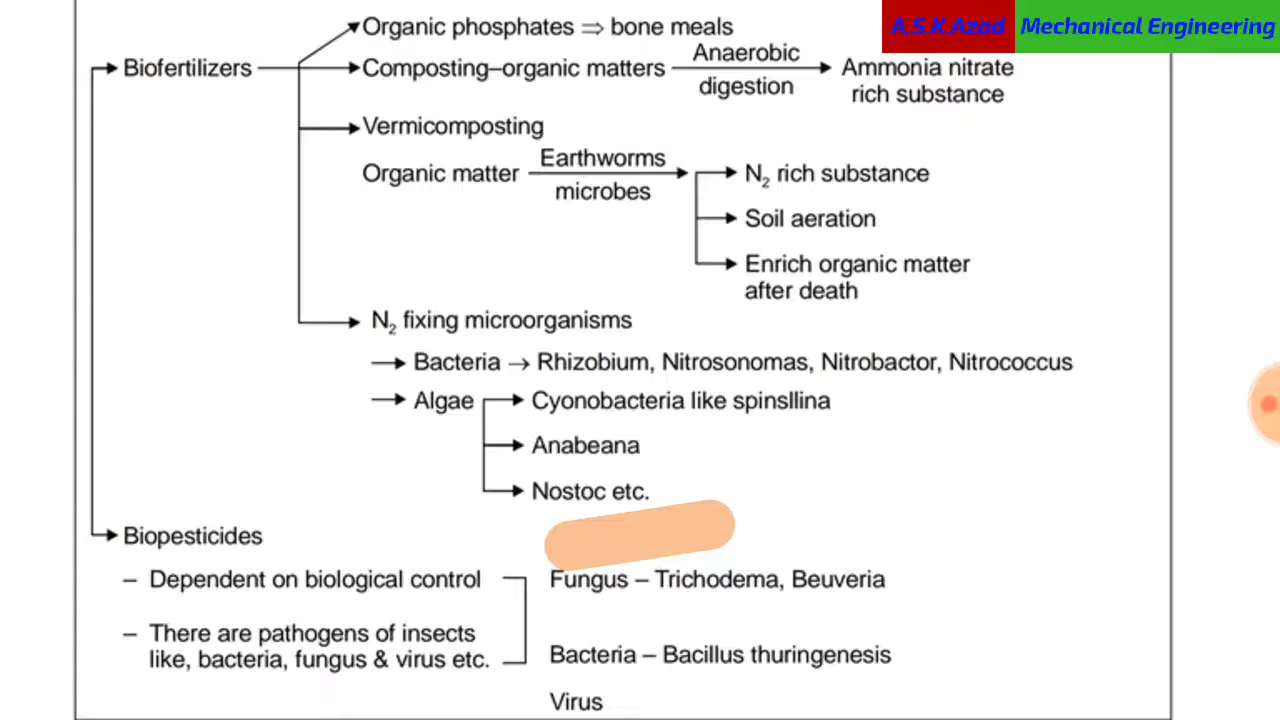 A.S.K.Azad Mechanical Engineering
Organic phosphates ⇒ bone meals
Biofertilizers
Composting–organic matters
Anaerobic
digestion
Ammonia nitrate
rich substance
Vermicomposting
Organic matter
Earthworms
microbes
N₂ rich substance
Soil aeration
Enrich organic matter
after death
N₂ fixing microorganisms
→ Bacteria → Rhizobium, Nitrosonomas, Nitrobactor, Nitrococcus
→ Algae
Cyonobacteria like spinsllina
Anabeana
Nostoc etc.
Biopesticides
– Dependent on biological control
Fungus – Trichodema, Beuveria
– There are pathogens of insects
like, bacteria, fungus & virus etc.
Bacteria – Bacillus thuringenesis
Virus